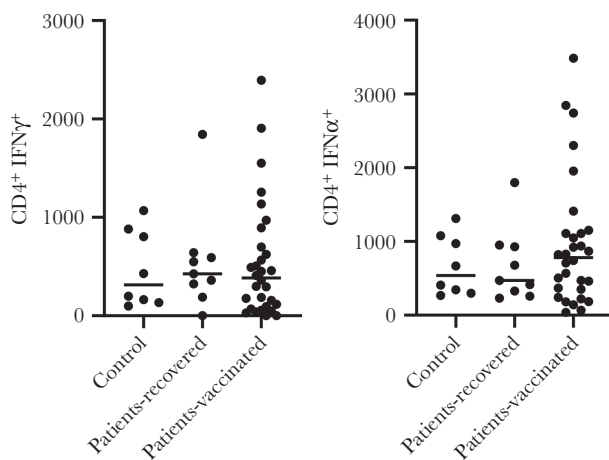 CD4⁺ IFNγ⁺
3000
2000
1000
0
Control
Patients-recovered
Patients-vaccinated
CD4⁺ IFNα⁺
4000
3000
2000
1000
0
Control
Patients-recovered
Patients-vaccinated